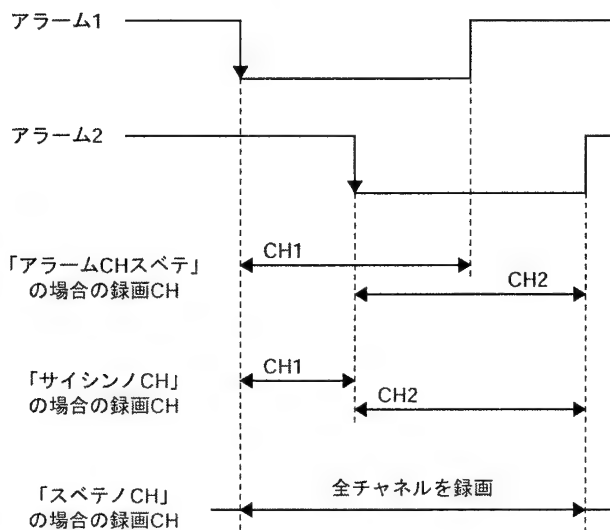 アラーム1
アラーム2
CH1
「アラームCHスベテ」
の場合の録画CH
CH2
CH1
「サイシンノCH」
の場合の録画CH
CH2
全チャネルを録画
「スベテノCH」
の場合の録画CH